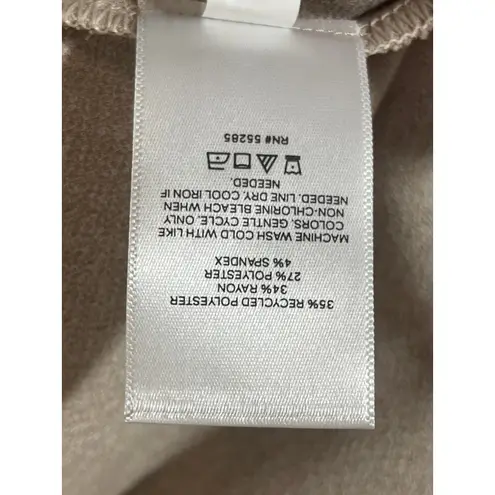 35% RECYCLED POLYESTER
34% RAYON
27% POLYESTER
4% SPANDEX
MACHINE WASH COLD WITH LIKE
COLORS, GENTLE CYCLE, ONLY
NON-CHLORINE BLEACH WHEN
NEEDED. LINE DRY, COOL IRON IF
NEEDED.
RN# 55285